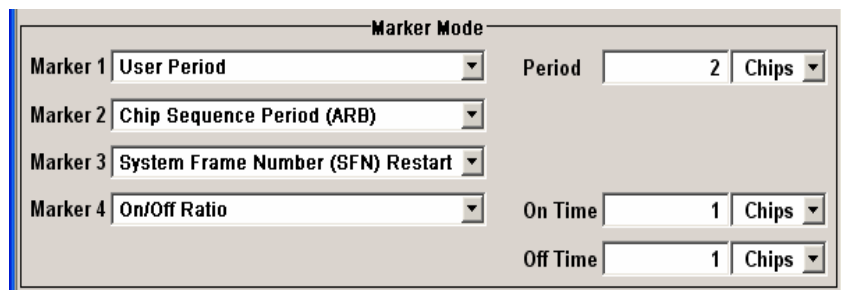 Marker Mode
Marker 1 User Period Period 2 Chips
Marker 2 Chip Sequence Period (ARB)
Marker 3 System Frame Number (SFN) Restart
Marker 4 On/Off Ratio On Time 1 Chips
Off Time 1 Chips